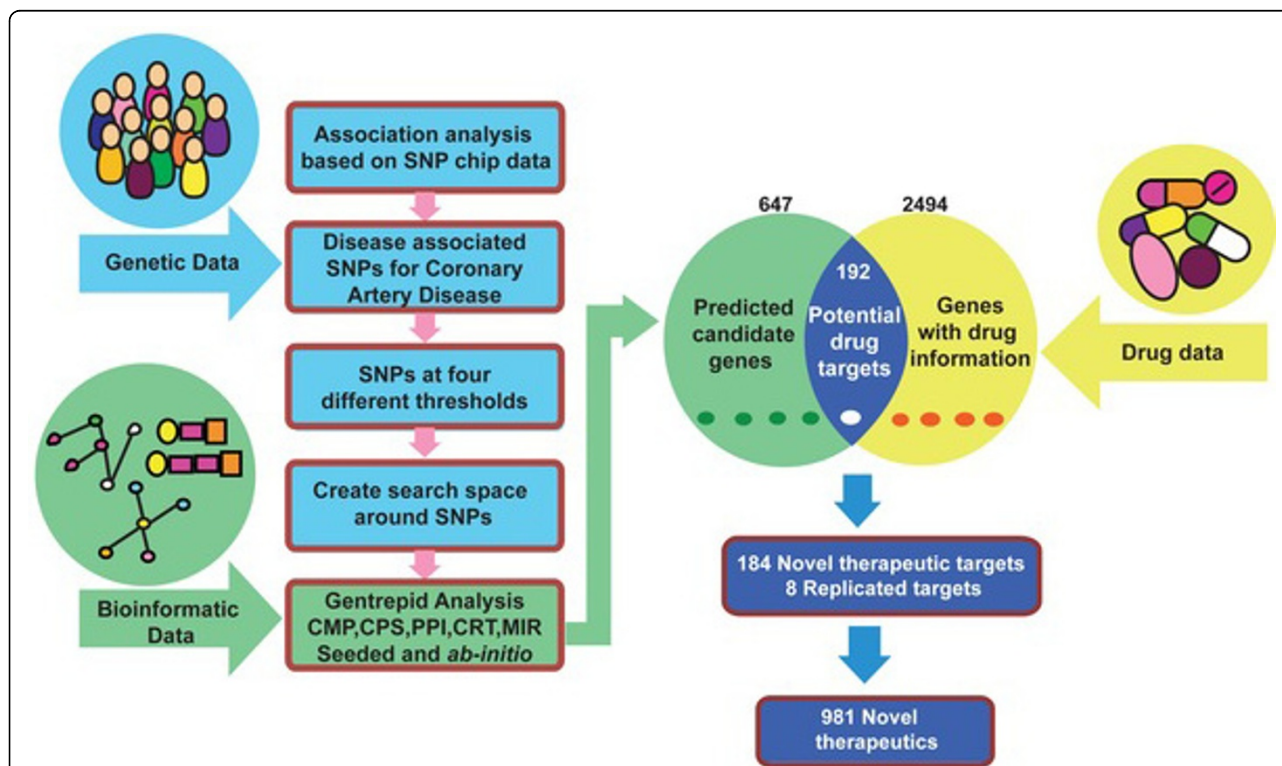 Association analysis
based on SNP chip data
Genetic Data
Disease associated
SNPs for Coronary
Artery Disease
SNPs at four
different thresholds
Create search space
around SNPs
Bioinformatic
Data
Gentrepid Analysis
CMP,CPS,PPI,CRT,MIR
Seeded and ab-initio
647
2494
192
Predicted
candidate
genes
Potential
drug
targets
Genes
with drug
information
Drug data
184 Novel therapeutic targets
8 Replicated targets
981 Novel
therapeutics